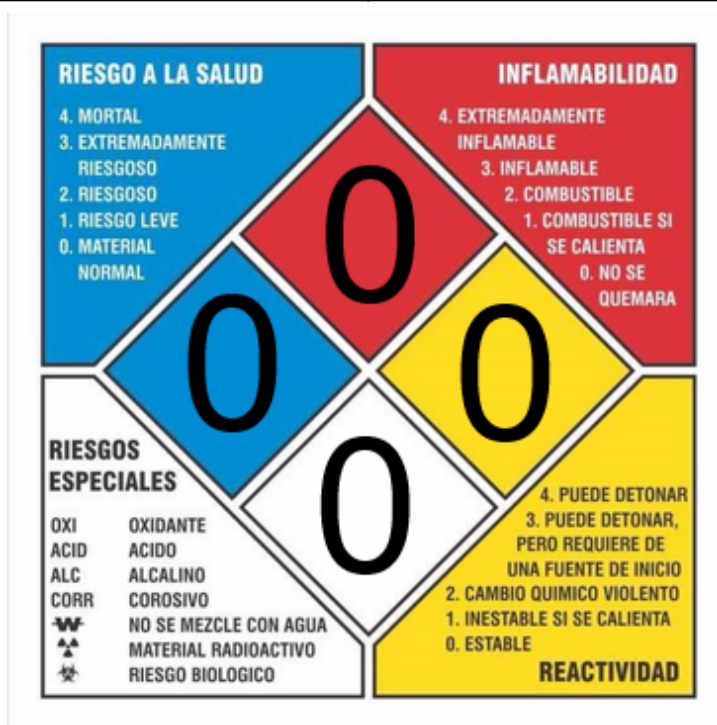 RIESGO A LA SALUD
4. MORTAL
3. EXTREMADAMENTE
RIESGOSO
2. RIESGOSO
1. RIESGO LEVE
0. MATERIAL
NORMAL
INFLAMABILIDAD
4. EXTREMADAMENTE
INFLAMABLE
3. INFLAMABLE
2. COMBUSTIBLE
1. COMBUSTIBLE SI
SE CALIENTA
0. NO SE
QUEMARA
0
0
0
0
RIESGOS
ESPECIALES
OXI OXIDANTE
ACID ACIDO
ALC ALCALINO
CORR COROSIVO
W NO SE MEZCLE CON AGUA
MATERIAL RADIOACTIVO
RIESGO BIOLOGICO
4. PUEDE DETONAR
3. PUEDE DETONAR,
PERO REQUIERE DE
UNA FUENTE DE INICIO
2. CAMBIO QUIMICO VIOLENTO
1. INESTABLE SI SE CALIENTA
0. ESTABLE
REACTIVIDAD